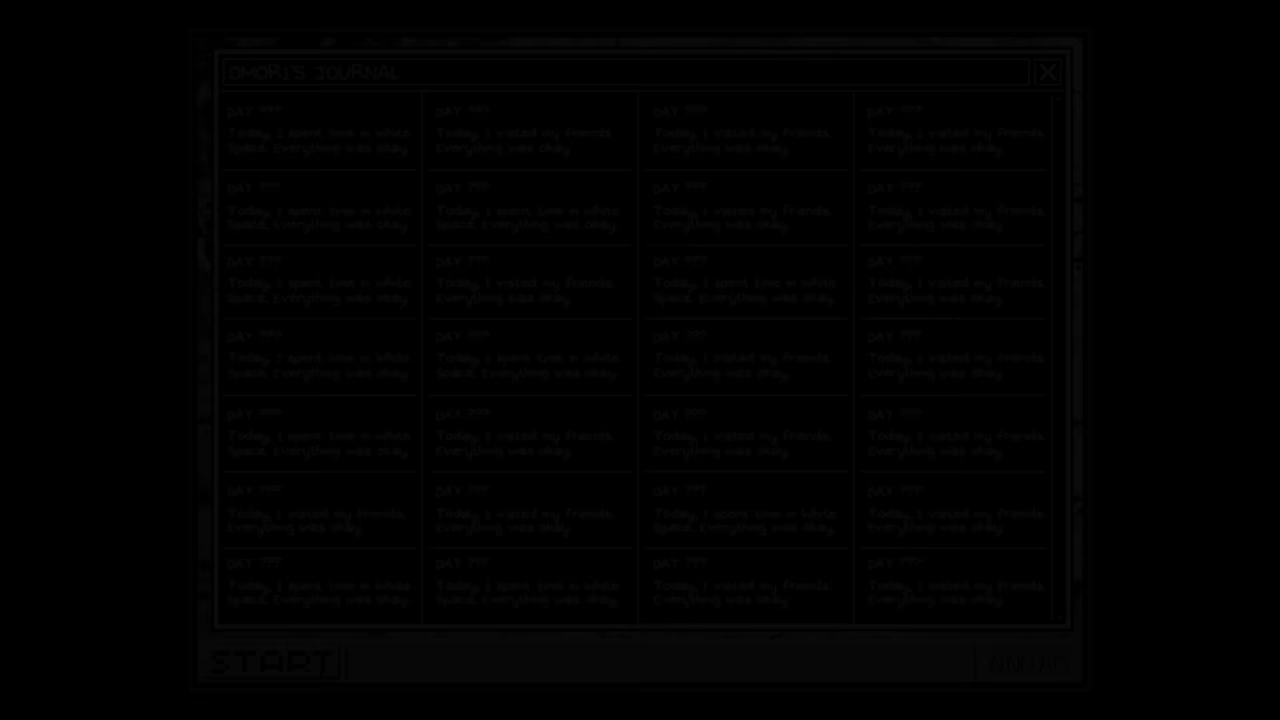 OMORI'S JOURNAL
X
DAY ???
Today, I spent time in White
Space. Everything was okay.
DAY ???
Today, I visited my friends.
Everything was okay.
DAY ???
Today, I visited my friends.
Everything was okay.
DAY ???
Today, I visited my friends.
Everything was okay.
DAY ???
Today, I spent time in White
Space. Everything was okay.
DAY ???
Today, I spent time in White
Space. Everything was okay.
DAY ???
Today, I visited my friends.
Everything was okay.
DAY ???
Today, I visited my friends.
Everything was okay.
DAY ???
Today, I spent time in White
Space. Everything was okay.
DAY ???
Today, I visited my friends.
Everything was okay.
DAY ???
Today, I spent time in White
Space. Everything was okay.
DAY ???
Today, I visited my friends.
Everything was okay.
DAY ???
Today, I spent time in White
Space. Everything was okay.
DAY ???
Today, I spent time in White
Space. Everything was okay.
DAY ???
Today, I visited my friends.
Everything was okay.
DAY ???
Today, I visited my friends.
Everything was okay.
DAY ???
Today, I spent time in White
Space. Everything was okay.
DAY ???
Today, I visited my friends.
Everything was okay.
DAY ???
Today, I visited my friends.
Everything was okay.
DAY ???
Today, I visited my friends.
Everything was okay.
DAY ???
Today, I visited my friends.
Everything was okay.
DAY ???
Today, I visited my friends.
Everything was okay.
DAY ???
Today, I spent time in White
Space. Everything was okay.
DAY ???
Today, I visited my friends.
Everything was okay.
DAY ???
Today, I spent time in White
Space. Everything was okay.
DAY ???
Today, I spent time in White
Space. Everything was okay.
DAY ???
Today, I visited my friends.
Everything was okay.
DAY ???
Today, I visited my friends.
Everything was okay.
START